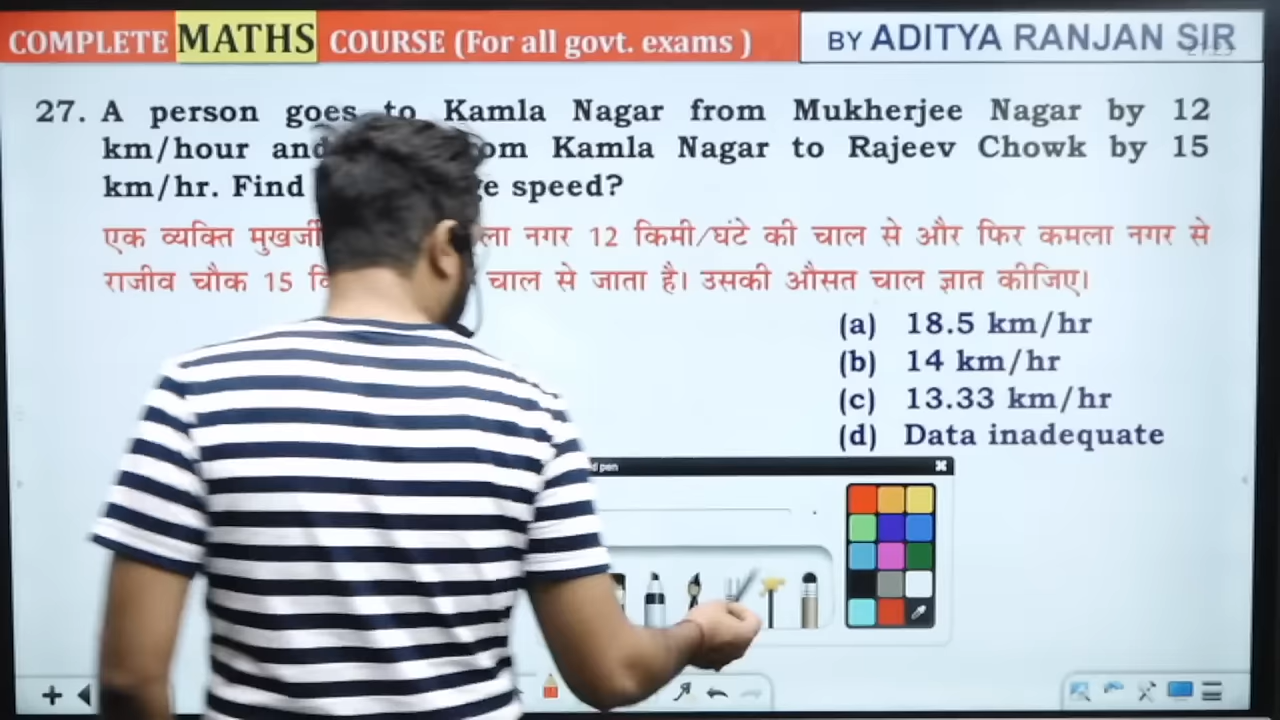 COMPLETE MATHS COURSE (For all govt. exams )
BY ADITYA RANJAN SIR
27. A person goes to Kamla Nagar from Mukherjee Nagar by 12
km/hour and om Kamla Nagar to Rajeev Chowk by 15
km/hr. Find e speed?
एक व्यक्ति मुखर्जी ला नगर 12 किमी/घंटे की चाल से और फिर कमला नगर से
राजीव चौक 15 कि चाल से जाता है। उसकी औसत चाल ज्ञात कीजिए।
(a) 18.5 km/hr
(b) 14 km/hr
(c) 13.33 km/hr
(d) Data inadequate
d pen